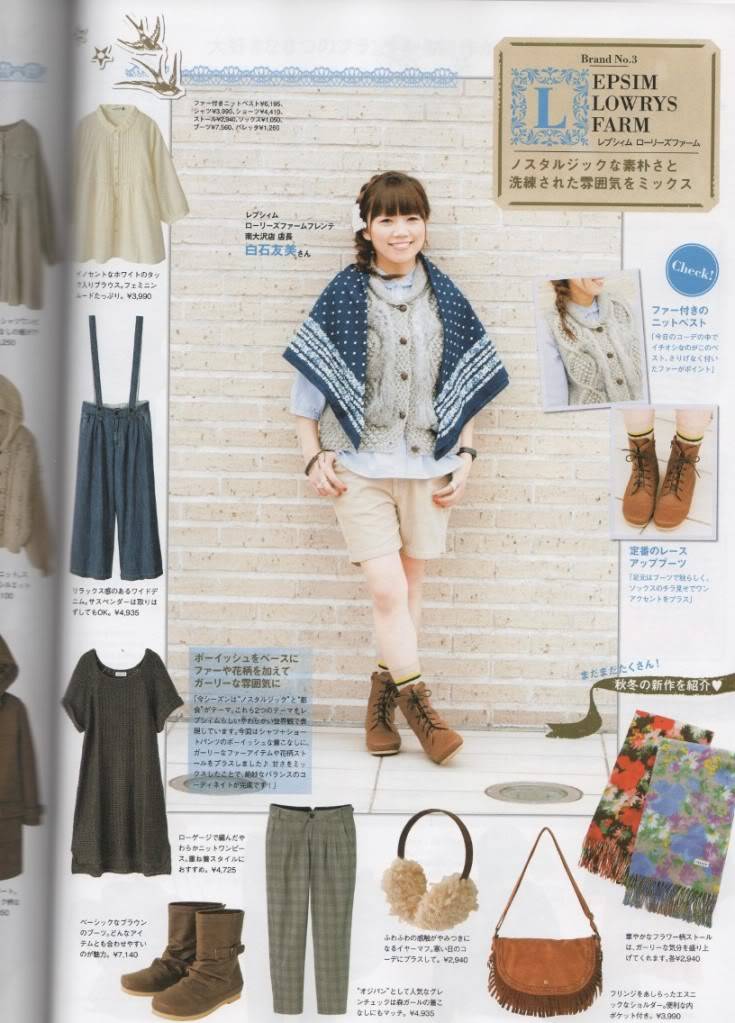 Brand No.3
LEPSIM
LOWRYS
FARM
レプシィム ローリーズファーム
ノスタルジックな素朴さと
洗練された雰囲気をミックス
ファー付きニットベスト¥6,195、
シャツ¥3,990、ショーツ¥4,410、
ストール¥2,940、ソックス¥1,050、
ブーツ¥7,560、バレッタ¥1,260
レプシィム
ローリーズファームフレンテ
南大沢店 店長
白石友美さん
Check!
ファー付きの
ニットベスト
「今日のコーデの中で
イチオシなのがこのベ
スト。さりげなく付い
たファーがポイント」
定番のレース
アップブーツ
「足元はブーツで秋らしく。
ソックスのチラ見せでワン
アクセントをプラス」
イノセントなホワイトのタッ
ク入りブラウス。フェミニン
ムードたっぷり。¥3,990
リラックス感のあるワイドデ
ニム。サスペンダーは取りは
ずしてもOK。¥4,935
ボーイッシュをベースに
ファーや花柄を加えて
ガーリーな雰囲気に
「今シーズンは“ノスタルジック”と“都
会”がテーマ。これら2つのテーマを
レプシィムらしいやわらかい世界観で表
現しています。今回はシャツ+ショー
トパンツのボーイッシュな着こなしに、
ガーリーなファーアイテムや花柄ストー
ルをプラスしました♪ 甘さをミッ
クスしたことで、絶妙なバランスのコ
ーディネイトが完成です!」
まだまだたくさん!
秋冬の新作を紹介♥
ローゲージで編んだや
わらかニットワンピー
ス。重ね着スタイルに
おすすめ。¥4,725
ベーシックなブラウン
のブーツ。どんなアイ
テムとも合わせやすい
のが魅力。¥7,140
“オジパン”として人気なグレ
ンチェックは森ガールの着こ
なしにもマッチ。¥4,935
ふわふわの感触がやみつきに
なるイヤーマフ。寒い日のコ
ーデにプラスして。¥2,940
フリンジをあしらったエスニ
ックなショルダー。便利な内
ポケット付き。¥3,990
華やかなフラワー柄ストール
は、ガーリーな気分を盛り上
げてくれます。各¥2,940